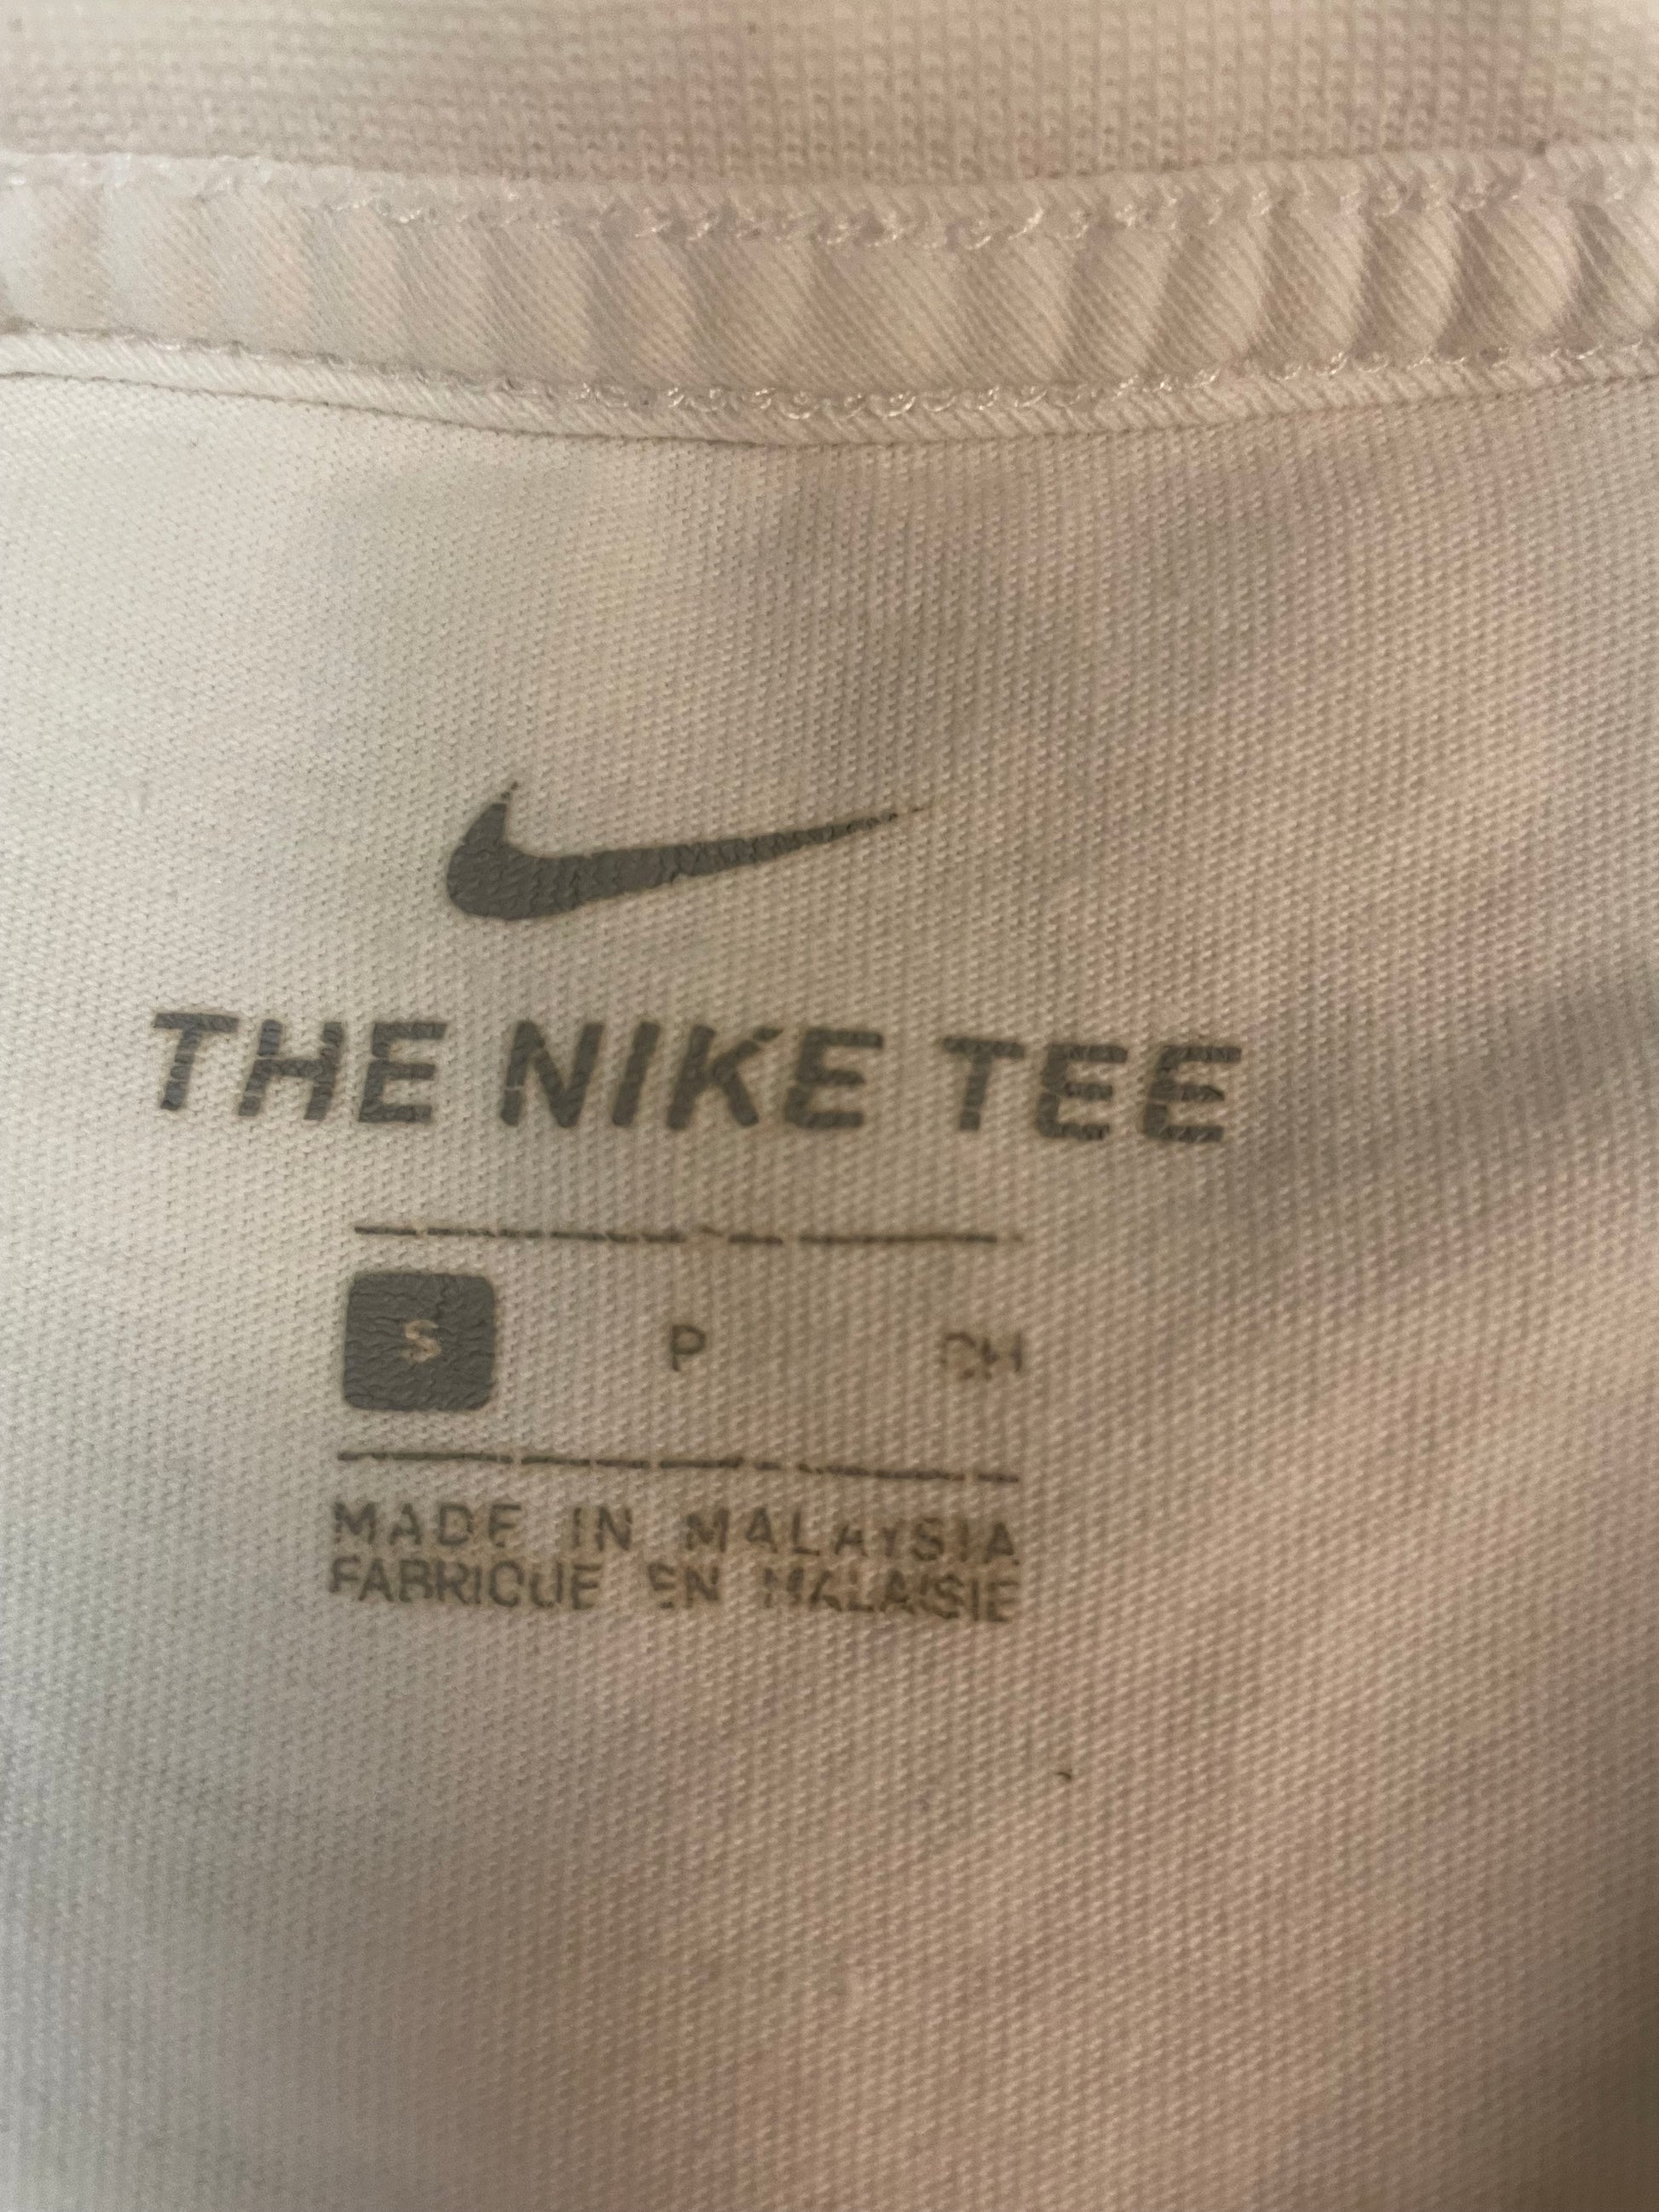 THE NIKE TEE
S P CH
MADE IN MALAYSIA
FABRIQUE EN MALAISIE